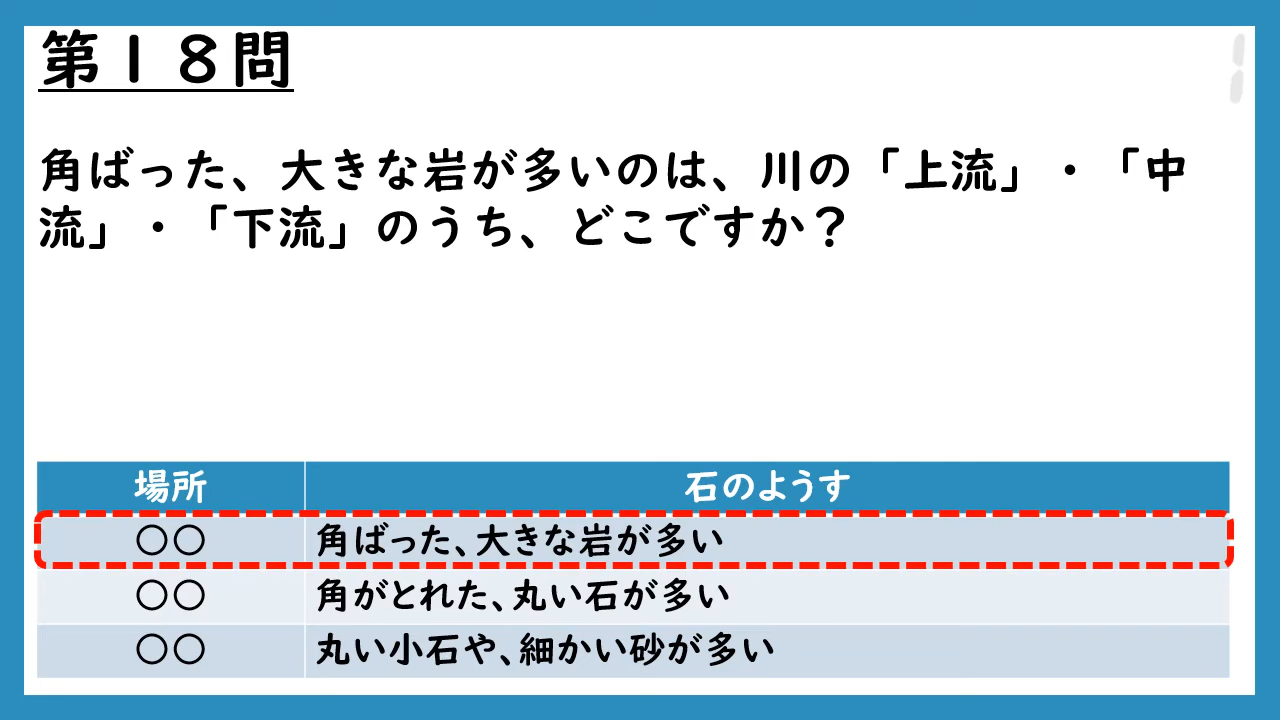 第１８問
角ばった、大きな岩が多いのは、川の「上流」・「中
流」・「下流」のうち、どこですか？
場所 石のようす
○○ 角ばった、大きな岩が多い
○○ 角がとれた、丸い石が多い
○○ 丸い小石や、細かい砂が多い